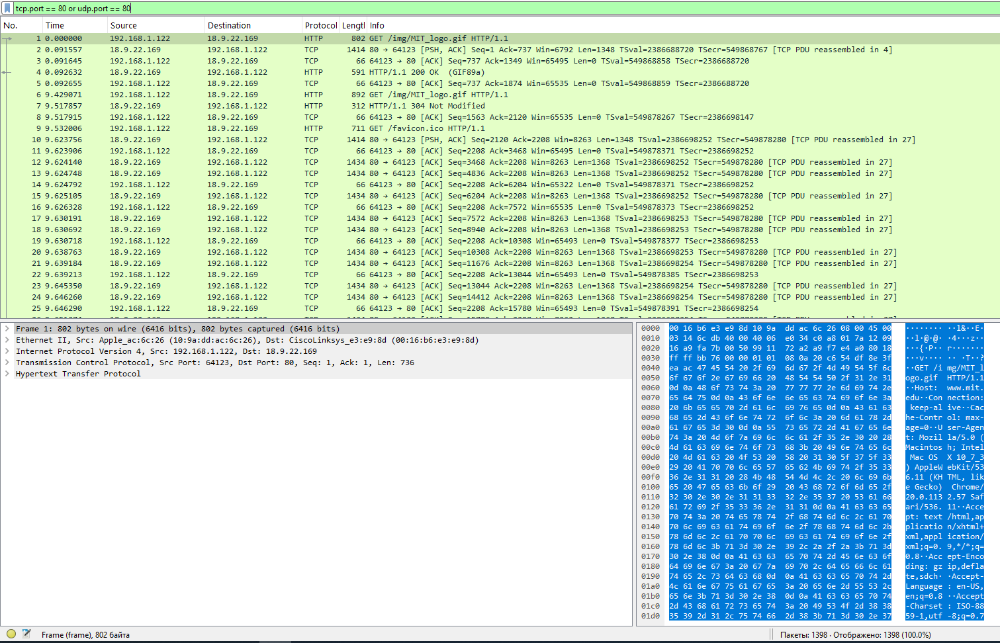 tcp.port == 80 or udp.port == 80
No. Time Source Destination Protocol Lengtl Info
1 0.000000 192.168.1.122 18.9.22.169 HTTP 802 GET /img/MIT_logo.gif HTTP/1.1
2 0.091557 18.9.22.169 192.168.1.122 TCP 1414 80 → 64123 [PSH, ACK] Seq=1 Ack=737 Win=6792 Len=1348 TSval=2386688720 TSecr=549868767 [TCP PDU reassembled in 4]
3 0.091645 192.168.1.122 18.9.22.169 TCP 66 64123 → 80 [ACK] Seq=737 Ack=1349 Win=65495 Len=0 TSval=549868858 TSecr=2386688720
4 0.092632 18.9.22.169 192.168.1.122 HTTP 591 HTTP/1.1 200 OK (GIF89a)
5 0.092655 192.168.1.122 18.9.22.169 TCP 66 64123 → 80 [ACK] Seq=737 Ack=1874 Win=65535 Len=0 TSval=549868859 TSecr=2386688720
6 9.429071 192.168.1.122 18.9.22.169 HTTP 892 GET /img/MIT_logo.gif HTTP/1.1
7 9.517857 18.9.22.169 192.168.1.122 HTTP 312 HTTP/1.1 304 Not Modified
8 9.517915 192.168.1.122 18.9.22.169 TCP 66 64123 → 80 [ACK] Seq=1563 Ack=2120 Win=65535 Len=0 TSval=549878267 TSecr=2386698147
9 9.532006 192.168.1.122 18.9.22.169 HTTP 711 GET /favicon.ico HTTP/1.1
10 9.623756 18.9.22.169 192.168.1.122 TCP 1414 80 → 64123 [PSH, ACK] Seq=2120 Ack=2208 Win=8263 Len=1348 TSval=2386698252 TSecr=549878280 [TCP PDU reassembled in 27]
11 9.623906 192.168.1.122 18.9.22.169 TCP 66 64123 → 80 [ACK] Seq=2208 Ack=3468 Win=65495 Len=0 TSval=549878371 TSecr=2386698252
12 9.624140 18.9.22.169 192.168.1.122 TCP 1434 80 → 64123 [ACK] Seq=3468 Ack=2208 Win=8263 Len=1368 TSval=2386698252 TSecr=549878280 [TCP PDU reassembled in 27]
13 9.624748 18.9.22.169 192.168.1.122 TCP 1434 80 → 64123 [ACK] Seq=4836 Ack=2208 Win=8263 Len=1368 TSval=2386698252 TSecr=549878280 [TCP PDU reassembled in 27]
14 9.624792 192.168.1.122 18.9.22.169 TCP 66 64123 → 80 [ACK] Seq=2208 Ack=6204 Win=65322 Len=0 TSval=549878371 TSecr=2386698252
15 9.625105 18.9.22.169 192.168.1.122 TCP 1434 80 → 64123 [ACK] Seq=6204 Ack=2208 Win=8263 Len=1368 TSval=2386698252 TSecr=549878280 [TCP PDU reassembled in 27]
16 9.626328 192.168.1.122 18.9.22.169 TCP 66 64123 → 80 [ACK] Seq=2208 Ack=7572 Win=65535 Len=0 TSval=549878373 TSecr=2386698252
17 9.630191 18.9.22.169 192.168.1.122 TCP 1434 80 → 64123 [ACK] Seq=7572 Ack=2208 Win=8263 Len=1368 TSval=2386698253 TSecr=549878280 [TCP PDU reassembled in 27]
18 9.630692 18.9.22.169 192.168.1.122 TCP 1434 80 → 64123 [ACK] Seq=8940 Ack=2208 Win=8263 Len=1368 TSval=2386698253 TSecr=549878280 [TCP PDU reassembled in 27]
19 9.630718 192.168.1.122 18.9.22.169 TCP 66 64123 → 80 [ACK] Seq=2208 Ack=10308 Win=65493 Len=0 TSval=549878377 TSecr=2386698253
20 9.638763 18.9.22.169 192.168.1.122 TCP 1434 80 → 64123 [ACK] Seq=10308 Ack=2208 Win=8263 Len=1368 TSval=2386698253 TSecr=549878280 [TCP PDU reassembled in 27]
21 9.639184 18.9.22.169 192.168.1.122 TCP 1434 80 → 64123 [ACK] Seq=11676 Ack=2208 Win=8263 Len=1368 TSval=2386698254 TSecr=549878280 [TCP PDU reassembled in 27]
22 9.639213 192.168.1.122 18.9.22.169 TCP 66 64123 → 80 [ACK] Seq=2208 Ack=13044 Win=65493 Len=0 TSval=549878385 TSecr=2386698253
23 9.645350 18.9.22.169 192.168.1.122 TCP 1434 80 → 64123 [ACK] Seq=13044 Ack=2208 Win=8263 Len=1368 TSval=2386698254 TSecr=549878280 [TCP PDU reassembled in 27]
24 9.646260 18.9.22.169 192.168.1.122 TCP 1434 80 → 64123 [ACK] Seq=14412 Ack=2208 Win=8263 Len=1368 TSval=2386698254 TSecr=549878280 [TCP PDU reassembled in 27]
25 9.646290 192.168.1.122 18.9.22.169 TCP 66 64123 → 80 [ACK] Seq=2208 Ack=15780 Win=65493 Len=0 TSval=549878391 TSecr=2386698254
Frame 1: 802 bytes on wire (6416 bits), 802 bytes captured (6416 bits)
Ethernet II, Src: Apple_ac:6c:26 (10:9a:dd:ac:6c:26), Dst: CiscoLinksys_e3:e9:8d (00:16:b6:e3:e9:8d)
Internet Protocol Version 4, Src: 192.168.1.122, Dst: 18.9.22.169
Transmission Control Protocol, Src Port: 64123, Dst Port: 80, Seq: 1, Ack: 1, Len: 736
Hypertext Transfer Protocol
0000 00 16 b6 e3 e9 8d 10 9a dd ac 6c 26 08 00 45 00 ········ ··l&··E·
0010 03 14 6c db 40 00 40 06 e0 34 c0 a8 01 7a 12 09 ··l·@·@· ·4···z··
0020 16 a9 fa 7b 00 50 99 11 72 a2 a9 f7 e4 a0 80 18 ···{·P·· r·······
0030 ff ff bb 76 00 00 01 01 08 0a 20 c6 54 df 8e 3f ···v···· ·· ·T··?
0040 ea ac 47 45 54 20 2f 69 6d 67 2f 4d 49 54 5f 6c ··GET /i mg/MIT_l
0050 6f 67 6f 2e 67 69 66 20 48 54 54 50 2f 31 2e 31 ogo.gif HTTP/1.1
0060 0d 0a 48 6f 73 74 3a 20 77 77 77 2e 6d 69 74 2e ··Host: www.mit.
0070 65 64 75 0d 0a 43 6f 6e 6e 65 63 74 69 6f 6e 3a edu··Con nection:
0080 20 6b 65 65 70 2d 61 6c 69 76 65 0d 0a 43 61 63 keep-al ive··Cac
0090 68 65 2d 43 6f 6e 74 72 6f 6c 3a 20 6d 61 78 2d he-Contr ol: max-
00a0 61 67 65 3d 30 0d 0a 55 73 65 72 2d 41 67 65 6e age=0··U ser-Agen
00b0 74 3a 20 4d 6f 7a 69 6c 6c 61 2f 35 2e 30 20 28 t: Mozil la/5.0 (
00c0 4d 61 63 69 6e 74 6f 73 68 3b 20 49 6e 74 65 6c Macintos h; Intel
00d0 20 4d 61 63 20 4f 53 20 58 20 31 30 5f 37 5f 33 Mac OS X 10_7_3
00e0 29 20 41 70 70 6c 65 57 65 62 4b 69 74 2f 35 33 ) AppleW ebKit/53
00f0 36 2e 31 31 20 28 4b 48 54 4d 4c 2c 20 6c 69 6b 6.11 (KH TML, lik
0100 65 20 47 65 63 6b 6f 29 20 43 68 72 6f 6d 65 2f e Gecko) Chrome/
0110 32 30 2e 30 2e 31 31 33 32 2e 35 37 20 53 61 66 20.0.113 2.57 Saf
0120 61 72 69 2f 35 33 36 2e 31 31 0d 0a 41 63 63 65 ari/536. 11··Acce
0130 70 74 3a 20 74 65 78 74 2f 68 74 6d 6c 2c 61 70 pt: text /html,ap
0140 70 6c 69 63 61 74 69 6f 6e 2f 78 68 74 6d 6c 2b plicatio n/xhtml+
0150 78 6d 6c 2c 61 70 70 6c 69 63 61 74 69 6f 6e 2f xml,appl ication/
0160 78 6d 6c 3b 71 3d 30 2e 39 2c 2a 2f 2a 3b 71 3d xml;q=0. 9,*/*;q=
0170 30 2e 38 0d 0a 41 63 63 65 70 74 2d 45 6e 63 6f 0.8··Acc ept-Enco
0180 64 69 6e 67 3a 20 67 7a 69 70 2c 64 65 66 6c 61 ding: gz ip,defla
0190 74 65 2c 73 64 63 68 0d 0a 41 63 63 65 70 74 2d te,sdch· ·Accept-
01a0 4c 61 6e 67 75 61 67 65 3a 20 65 6e 2d 55 53 2c Language : en-US,
01b0 65 6e 3b 71 3d 30 2e 38 0d 0a 41 63 63 65 70 74 en;q=0.8 ··Accept
01c0 2d 43 68 61 72 73 65 74 3a 20 49 53 4f 2d 38 38 -Charset : ISO-88
01d0 35 39 2d 31 2c 75 74 66 2d 38 3b 71 3d 30 2e 37 59-1,utf -8;q=0.7
Frame (frame), 802 байта Пакеты: 1398 · Отображено: 1398 (100.0%)